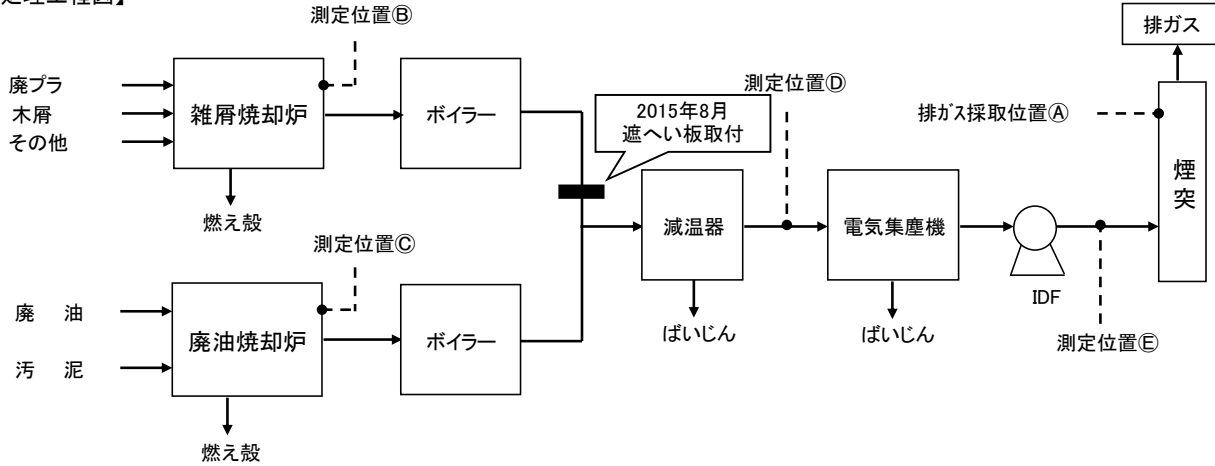 処理工程図】
測定位置Ⓑ
排ガス
廃プラ
木屑
その他
雑屑焼却炉
ボイラー
2015年8月
遮へい板取付
測定位置Ⓓ
排ガス採取位置Ⓐ
煙突
燃え殻
測定位置Ⓒ
減温器
電気集塵機
IDF
廃　油
汚　泥
廃油焼却炉
ボイラー
ばいじん
ばいじん
測定位置Ⓔ
燃え殻